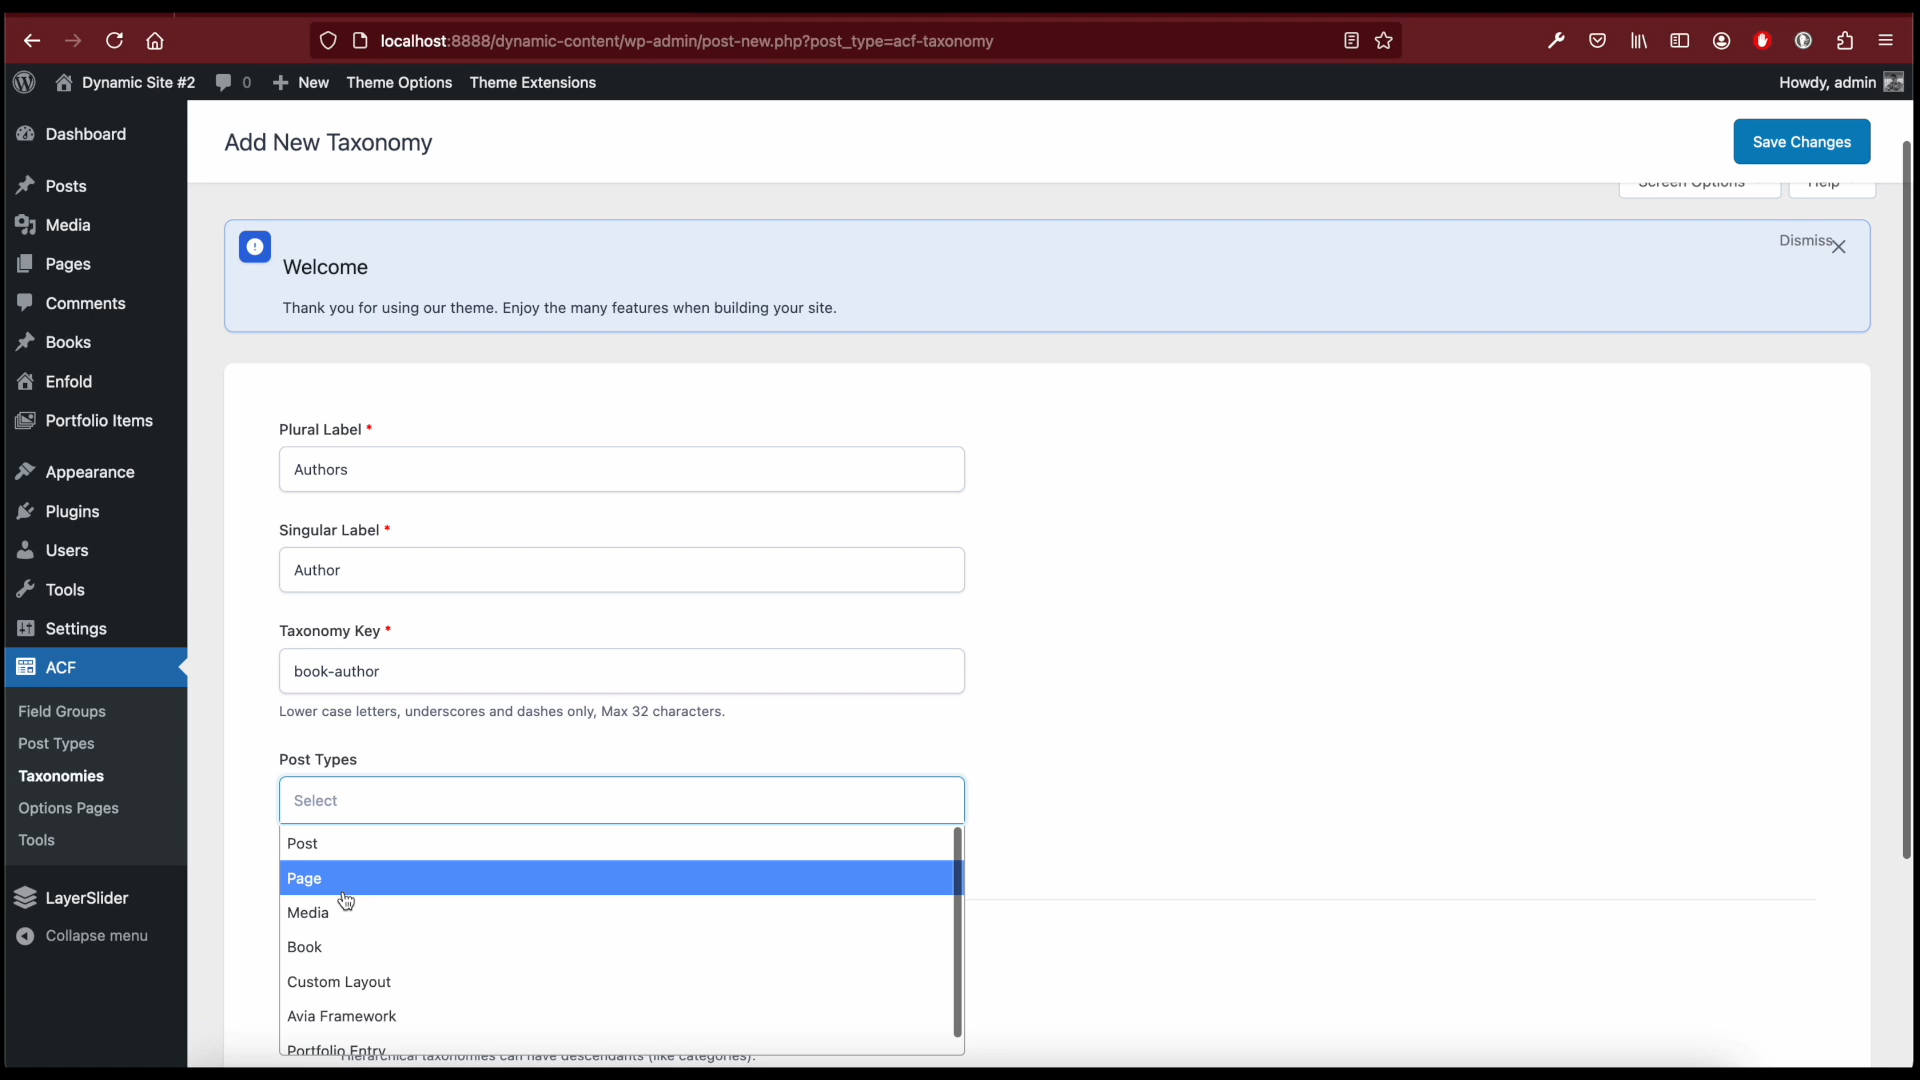 localhost:8888/dynamic-content/wp-admin/post-new.php?post_type=acf-taxonomy
Dynamic Site #2
0
New
Theme Options
Theme Extensions
Howdy, admin
Dashboard
Posts
Media
Pages
Comments
Books
Enfold
Portfolio Items
Appearance
Plugins
Users
Tools
Settings
ACF
Field Groups
Post Types
Taxonomies
Options Pages
Tools
LayerSlider
Collapse menu
Add New Taxonomy
Save Changes
Screen Options
Help
Welcome
Dismiss
Thank you for using our theme. Enjoy the many features when building your site.
Plural Label *
Authors
Singular Label *
Author
Taxonomy Key *
book-author
Lower case letters, underscores and dashes only, Max 32 characters.
Post Types
Select
Post
Page
Media
Book
Custom Layout
Avia Framework
Portfolio Entry
Hierarchical taxonomies can have descendants (like categories).